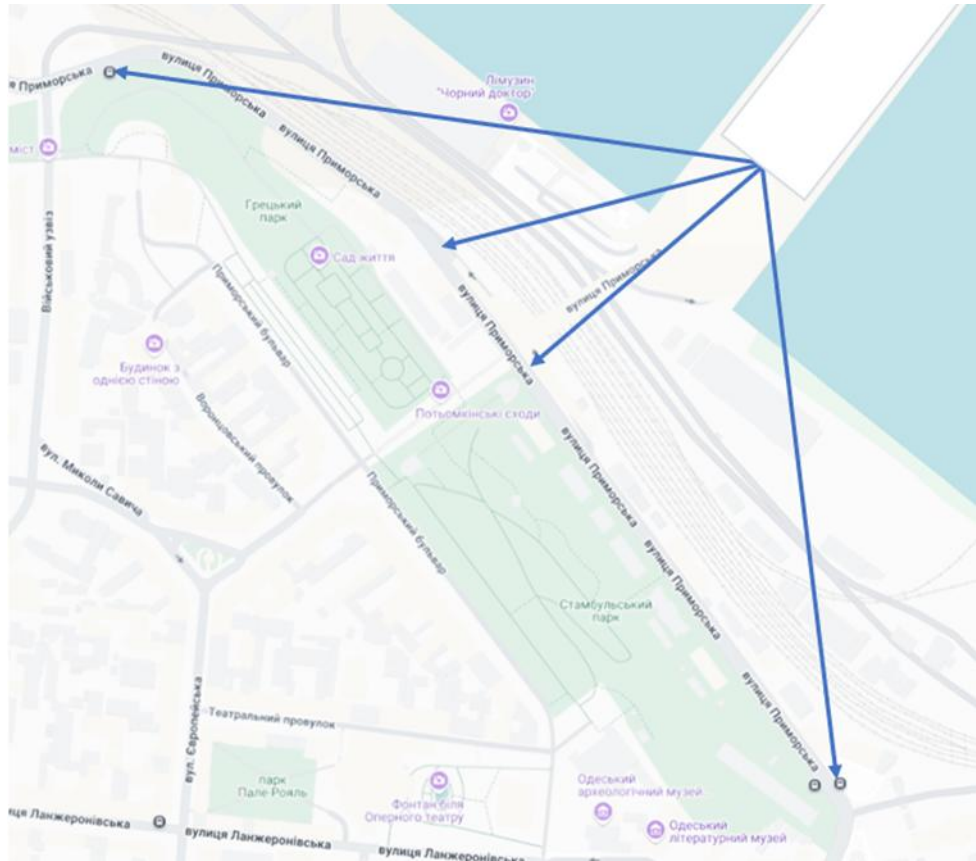 я Приморська
вулиця Приморська
Лімузин
"Чорний доктор"
вулиця Приморська
міст
Грецький
парк
Сад життя
Військовий узвіз
Приморський бульвар
вулиця Приморська
вулиця Приморська
Будинок з
однією стіною
Воронцовський провулок
Потьомкінські сходи
вул. Миколи Савича
Приморський бульвар
вулиця Приморська
вулиця Приморська
Стамбульський
парк
вулиця Приморська
вул. Європейська
Театральний провулок
парк
Пале-Рояль
Фонтан біля
Оперного театру
Одеський
археологічний музей
Одеський
літературний музей
ця Ланжеронівська
вулиця Ланжеронівська
вулиця Ланжеронівська